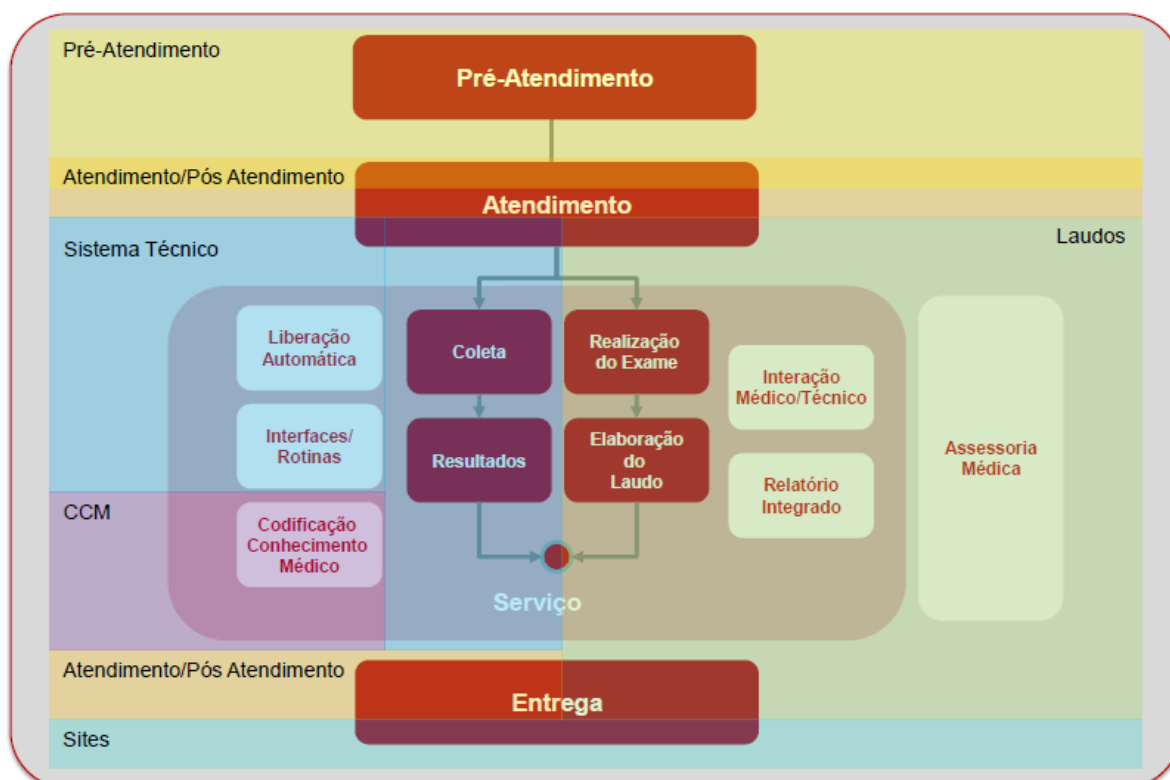 Pré-Atendimento
Pré-Atendimento
Atendimento/Pós Atendimento
Atendimento
Sistema Técnico
Laudos
Liberação
Automática
Coleta
Realização
do Exame
Interação
Médico/Técnico
Interfaces/
Rotinas
Resultados
Elaboração
do
Laudo
Relatório
Integrado
Assessoria
Médica
CCM
Codificação
Conhecimento
Médico
Serviço
Atendimento/Pós Atendimento
Entrega
Sites